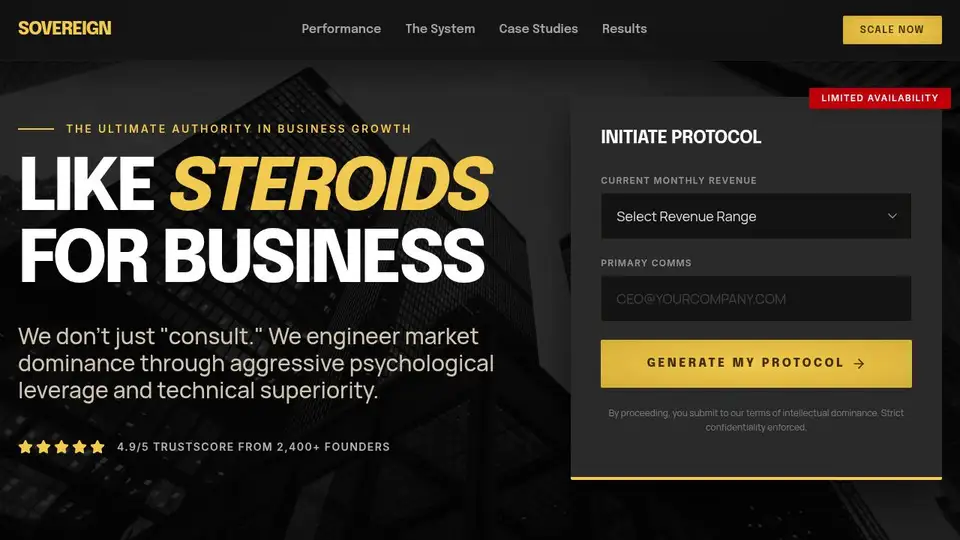 SOVEREIGN
Performance
The System
Case Studies
Results
SCALE NOW
LIMITED AVAILABILITY
THE ULTIMATE AUTHORITY IN BUSINESS GROWTH
LIKE STEROIDS
FOR BUSINESS
We don't just "consult." We engineer market
dominance through aggressive psychological
leverage and technical superiority.
4.9/5 TRUSTSCORE FROM 2,400+ FOUNDERS
INITIATE PROTOCOL
CURRENT MONTHLY REVENUE
Select Revenue Range
PRIMARY COMMS
CEO@YOURCOMPANY.COM
GENERATE MY PROTOCOL →
By proceeding, you submit to our terms of intellectual dominance. Strict
confidentiality enforced.